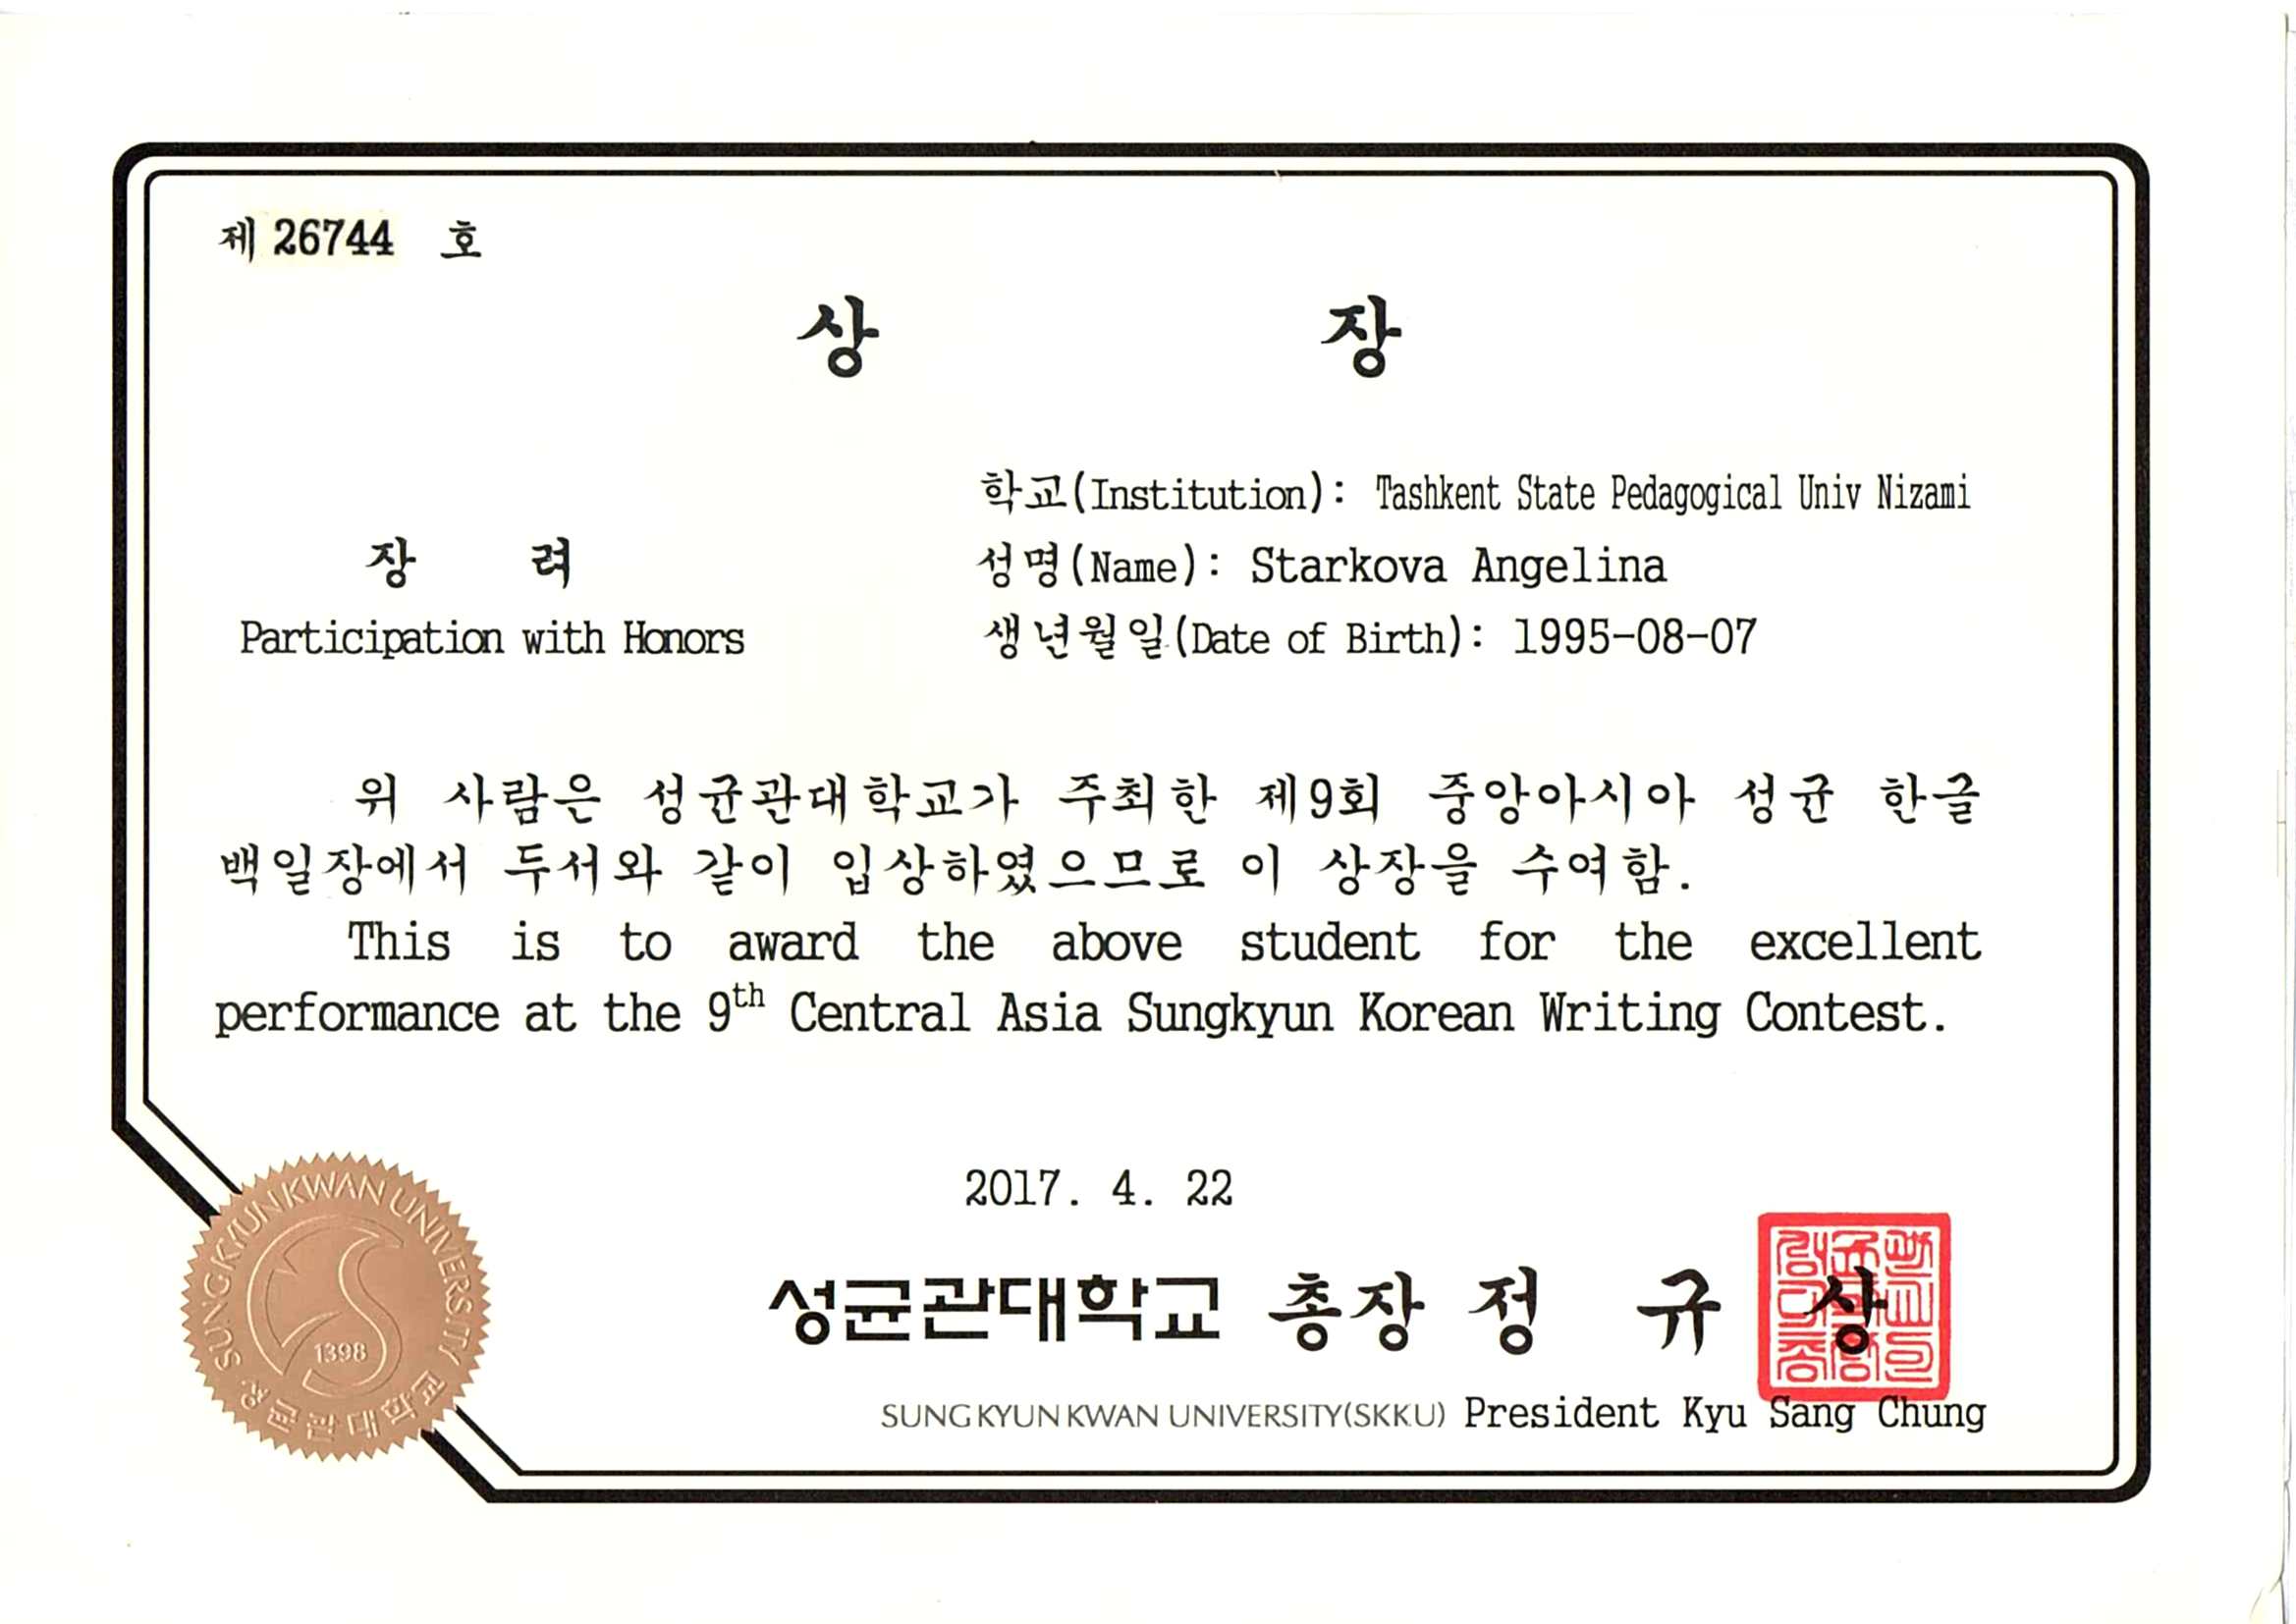 제 26744 호
상 장
학교(Institution): Tashkent State Pedagogical Univ Nizami
장 려
성명(Name): Starkova Angelina
Participation with Honors
생년월일(Date of Birth): 1995-08-07
위 사람은 성균관대학교가 주최한 제9회 중앙아시아 성균 한글
백일장에서 두서와 같이 입상하였으므로 이 상장을 수여함.
This is to award the above student for the excellent
performance at the 9th Central Asia Sungkyun Korean Writing Contest.
2017. 4. 22
성균관대학교 총장 정 규 상
SUNG KYUN KWAN UNIVERSITY(SKKU) President Kyu Sang Chung
SUNG KYUN KWAN UNIVERSITY
1398
성균관대학교